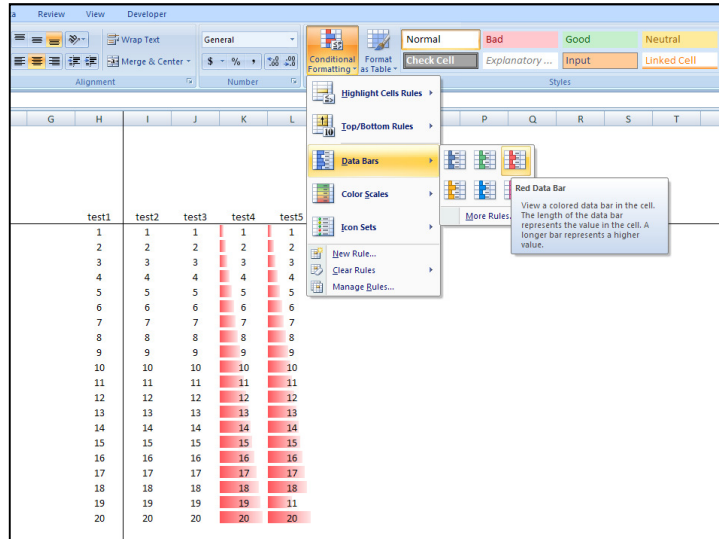 a Review View Developer
Wrap Text General Normal Bad Good Neutral
Merge & Center $ % , .0 .00 .00 .0 Conditional Formatting Format as Table Check Cell Explanatory ... Input Linked Cell
Alignment Number Styles
Highlight Cells Rules
Top/Bottom Rules
Data Bars
Color Scales
Icon Sets
New Rule...
Clear Rules
Manage Rules...
More Rules...
Red Data Bar
View a colored data bar in the cell.
The length of the data bar
represents the value in the cell. A
longer bar represents a higher
value.
G H I J K L P Q R S T
test1 test2 test3 test4 test5
1 1 1 1 1
2 2 2 2 2
3 3 3 3 3
4 4 4 4 4
5 5 5 5 5
6 6 6 6 6
7 7 7 7 7
8 8 8 8 8
9 9 9 9 9
10 10 10 10 10
11 11 11 11 11
12 12 12 12 12
13 13 13 13 13
14 14 14 14 14
15 15 15 15 15
16 16 16 16 16
17 17 17 17 17
18 18 18 18 18
19 19 19 19 11
20 20 20 20 20